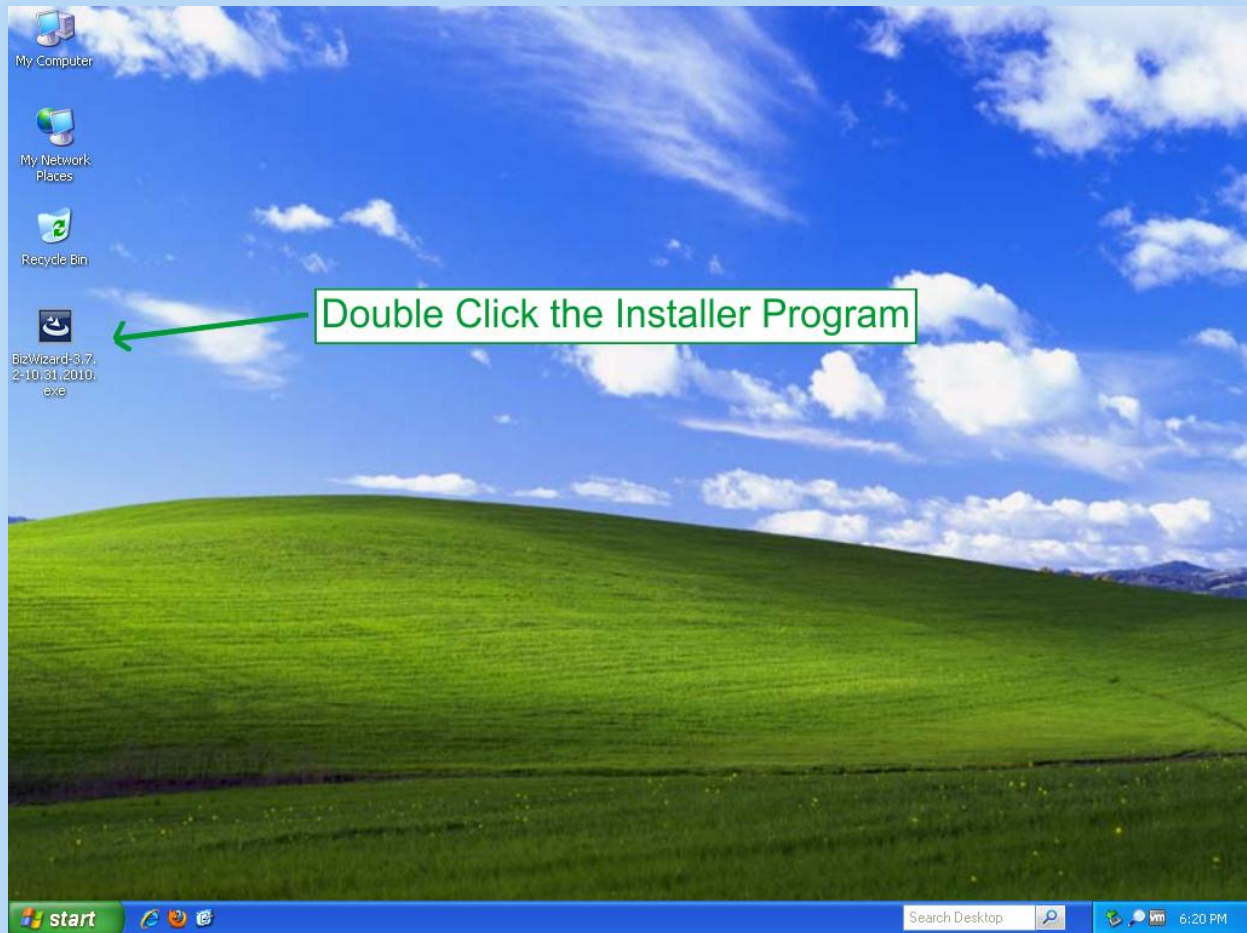 My Computer
My Network
Places
Recycle Bin
BizWizard-3.7.
2-10.31.2010.
exe
Double Click the Installer Program
start
Search Desktop
vm
6:20 PM